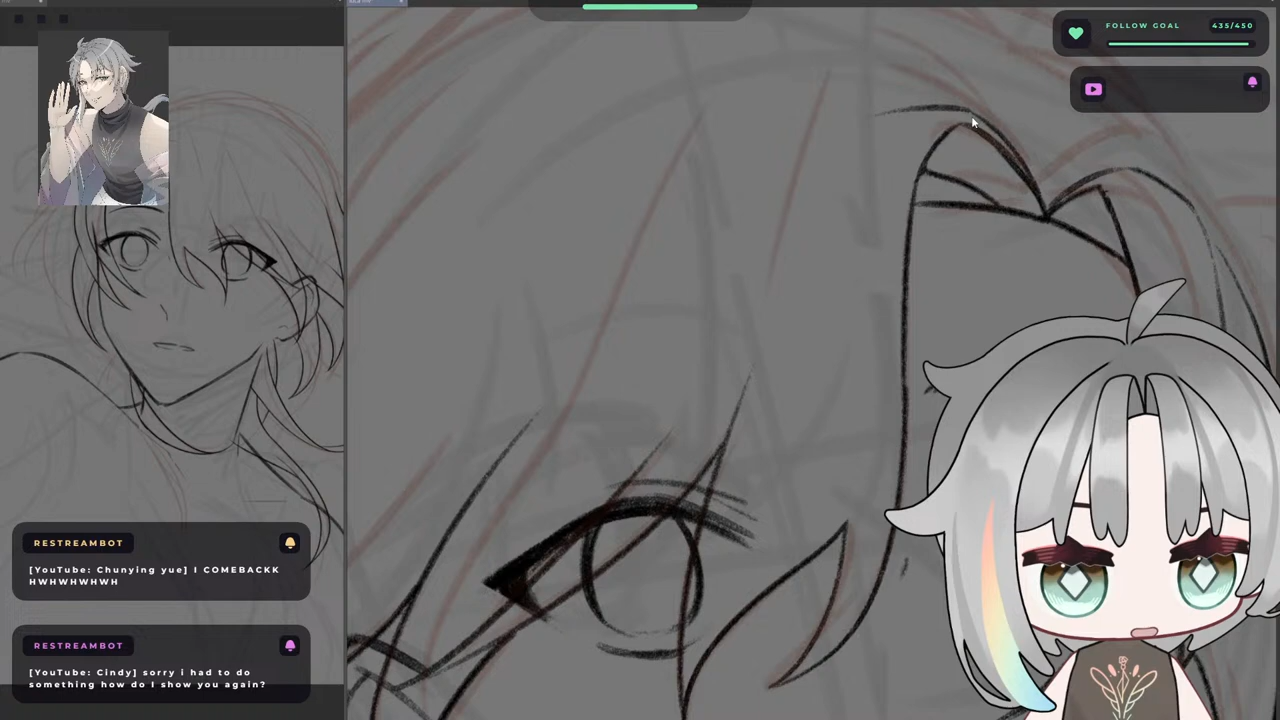 FOLLOW GOAL
435/450
RESTREAMBOT
[YouTube: Chunying yue] I COMEBACKK
HWHWHWHWH
RESTREAMBOT
[YouTube: Cindy] sorry i had to do
something how do I show you again?